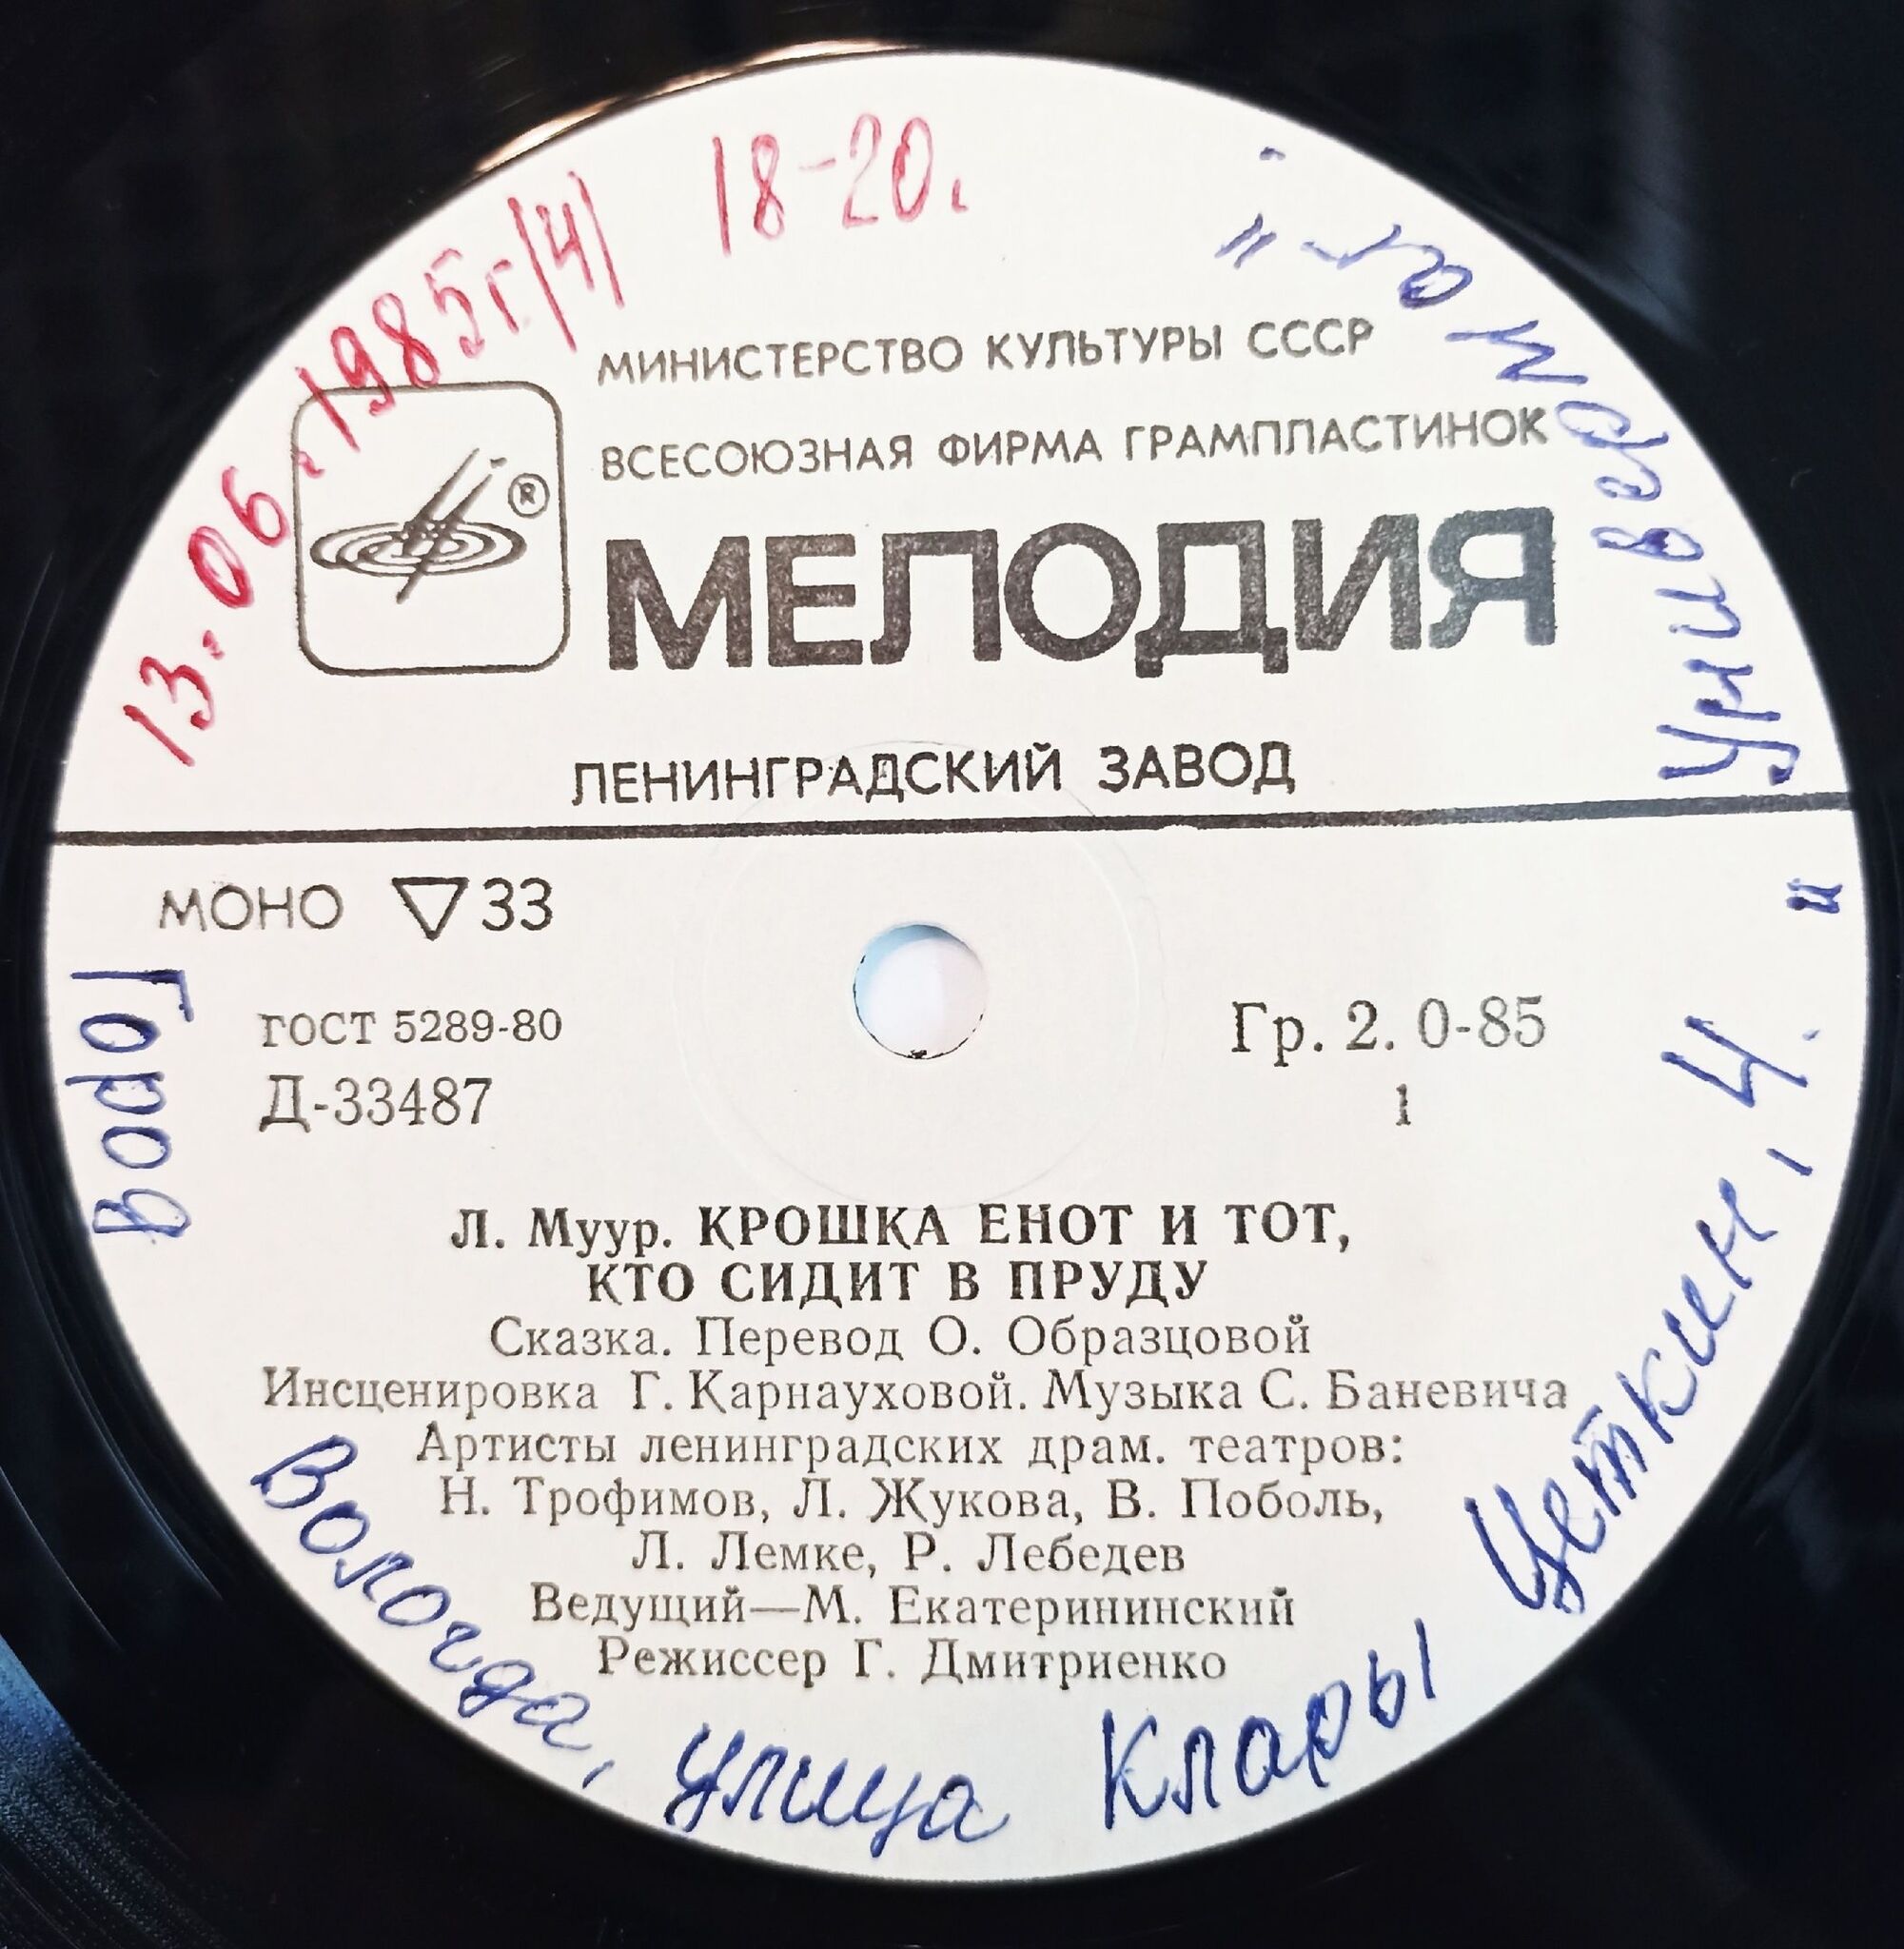 13.06.1985г.(Ч) 18-20.
МИНИСТЕРСТВО КУЛЬТУРЫ СССР
ВСЕСОЮЗНАЯ ФИРМА ГРАМПЛАСТИНОК
®
МЕЛОДИЯ
ЛЕНИНГРАДСКИЙ ЗАВОД
МОНО ▽33
ГОСТ 5289-80
Гр. 2. 0-85
Д-33487
1
Л. Муур. КРОШКА ЕНОТ И ТОТ,
КТО СИДИТ В ПРУДУ
Сказка. Перевод О. Образцовой
Инсценировка Г. Карнауховой. Музыка С. Баневича
Артисты ленинградских драм. театров:
Н. Трофимов, Л. Жукова, В. Поболь,
Л. Лемке, Р. Лебедев
Ведущий—М. Екатерининский
Режиссер Г. Дмитриенко
Город Вологда, улица Клары Цеткин, 4.
"Универмаг-1".